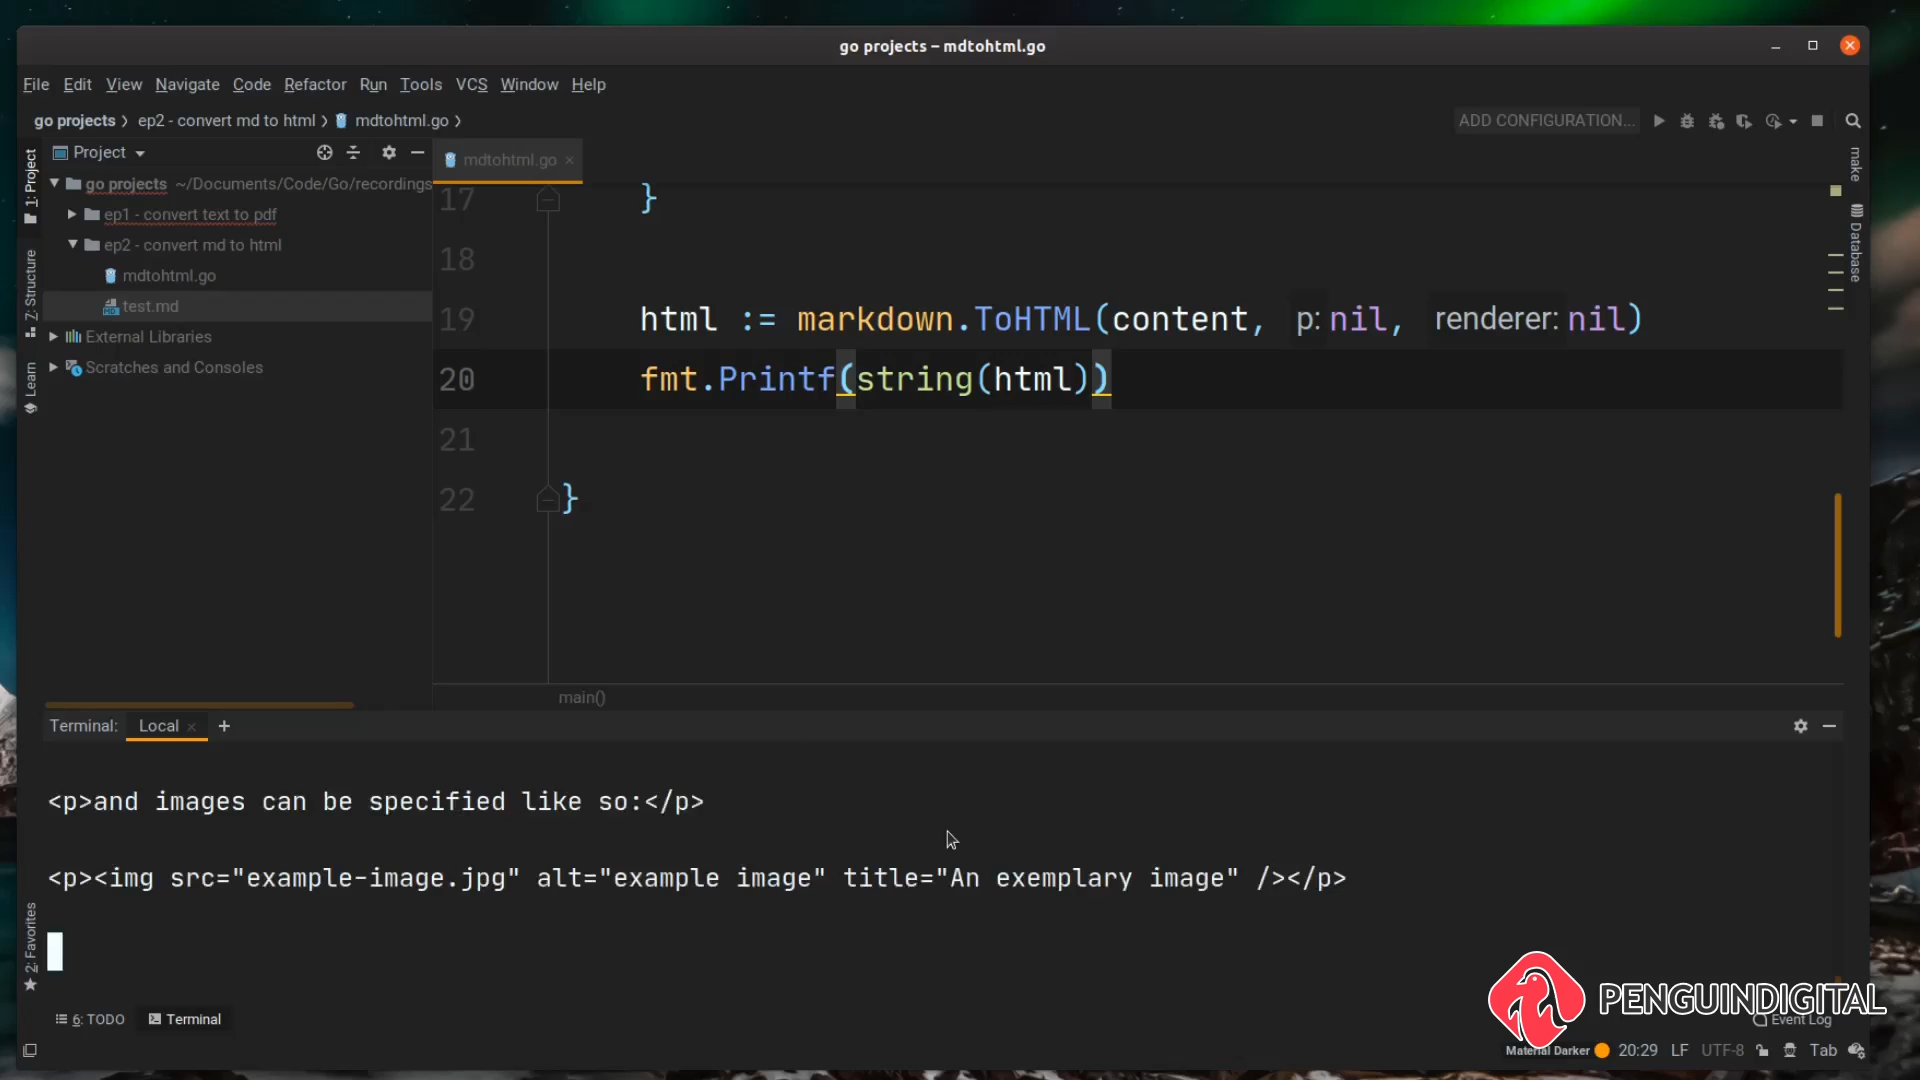 go projects – mdtohtml.go
File Edit View Navigate Code Refactor Run Tools VCS Window Help
go projects › ep2 - convert md to html › mdtohtml.go ›
ADD CONFIGURATION...
1: Project
7: Structure
Learn
2: Favorites
Project
go projects ~/Documents/Code/Go/recordings
ep1 - convert text to pdf
ep2 - convert md to html
mdtohtml.go
test.md
External Libraries
Scratches and Consoles
mdtohtml.go ×
17 }
18
19 html := markdown.ToHTML(content, p: nil, renderer: nil)
20 fmt.Printf(string(html))
21
22 }
main()
make
Database
Terminal: Local × +
<p>and images can be specified like so:</p>
<p><img src="example-image.jpg" alt="example image" title="An exemplary image" /></p>
6: TODO Terminal
PENGUINDIGITAL
Event Log
Material Darker 20:29 LF UTF-8 Tab